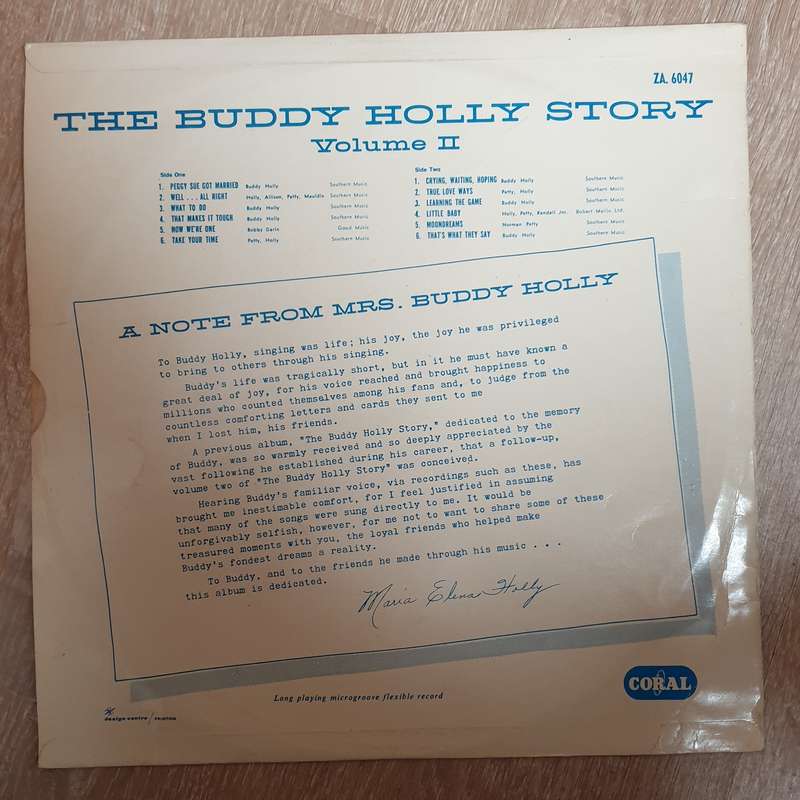 ZA. 6047
THE BUDDY HOLLY STORY
Volume II
Side One
1. PEGGY SUE GOT MARRIED Buddy Holly Southern Music
2. WELL . . . ALL RIGHT Holly, Allison, Petty, Mauldin Southern Music
3. WHAT TO DO Buddy Holly Southern Music
4. THAT MAKES IT TOUGH Buddy Holly Southern Music
5. NOW WE'RE ONE Bobby Darin Good Music
6. TAKE YOUR TIME Petty, Holly Southern Music
Side Two
1. CRYING, WAITING, HOPING Buddy Holly Southern Music
2. TRUE LOVE WAYS Petty, Holly Southern Music
3. LEARNING THE GAME Buddy Holly Southern Music
4. LITTLE BABY Holly, Petty, Kendall Jnr. Robert Mellin Ltd.
5. MOONDREAMS Norman Petty Southern Music
6. THAT'S WHAT THEY SAY Buddy Holly Southern Music
A NOTE FROM MRS. BUDDY HOLLY
To Buddy Holly, singing was life; his joy, the joy he was privileged
to bring to others through his singing.
Buddy's life was tragically short, but in it he must have known a
great deal of joy, for his voice reached and brought happiness to
millions who counted themselves among his fans and, to judge from the
countless comforting letters and cards they sent to me
when I lost him, his friends.
A previous album, "The Buddy Holly Story," dedicated to the memory
of Buddy, was so warmly received and so deeply appreciated by the
vast following he established during his career, that a follow-up,
volume two of "The Buddy Holly Story" was conceived.
Hearing Buddy's familiar voice, via recordings such as these, has
brought me inestimable comfort, for I feel justified in assuming
that many of the songs were sung directly to me. It would be
unforgivably selfish, however, for me not to want to share some of these
treasured moments with you, the loyal friends who helped make
Buddy's fondest dreams a reality.
To Buddy, and to the friends he made through his music . . .
this album is dedicated.
Maria Elena Holly
CORAL
Long playing microgroove flexible record
design centre /